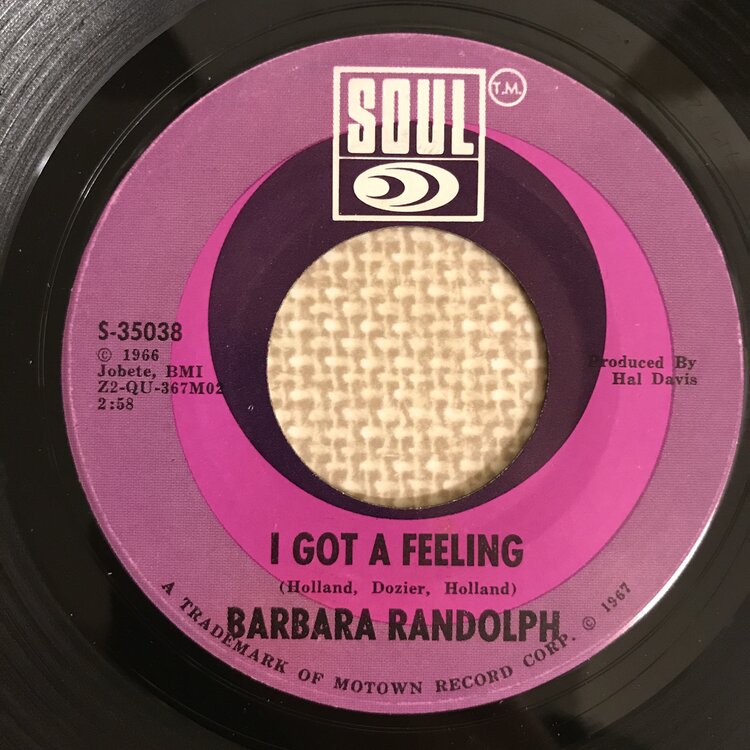 SOUL
T.M.
S-35038
© 1966
Jobete, BMI
Z2-QU-367M02
2:58
Produced By
Hal Davis
I GOT A FEELING
(Holland, Dozier, Holland)
BARBARA RANDOLPH
A TRADEMARK OF MOTOWN RECORD CORP. © 1967